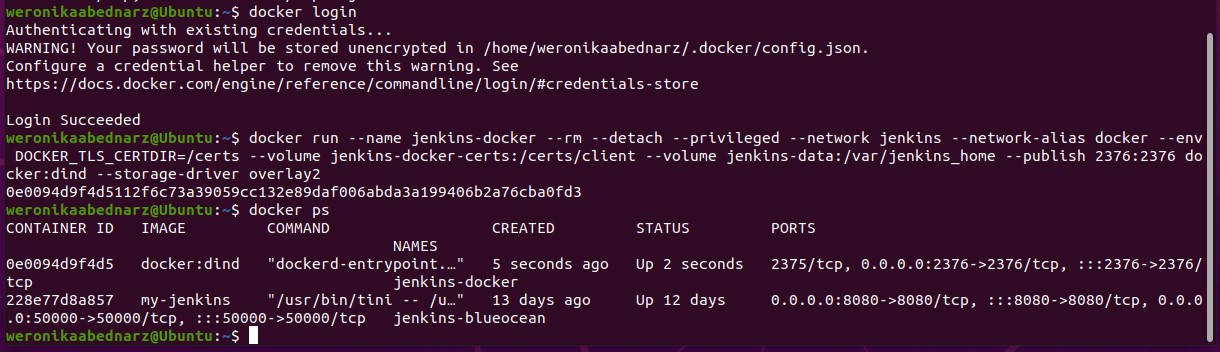 weronikaabednarz@Ubuntu:~$ docker login
Authenticating with existing credentials...
WARNING! Your password will be stored unencrypted in /home/weronikaabednarz/.docker/config.json.
Configure a credential helper to remove this warning. See
https://docs.docker.com/engine/reference/commandline/login/#credentials-store
Login Succeeded
weronikaabednarz@Ubuntu:~$ docker run --name jenkins-docker --rm --detach --privileged --network jenkins --network-alias docker --env
 DOCKER_TLS_CERTDIR=/certs --volume jenkins-docker-certs:/certs/client --volume jenkins-data:/var/jenkins_home --publish 2376:2376 do
cker:dind --storage-driver overlay2
0e0094d9f4d5112f6c73a39059cc132e89daf006abda3a199406b2a76cba0fd3
weronikaabednarz@Ubuntu:~$ docker ps
CONTAINER ID   IMAGE         COMMAND                  CREATED         STATUS         PORTS
                                           NAMES
0e0094d9f4d5   docker:dind   "dockerd-entrypoint.…"   5 seconds ago   Up 2 seconds   2375/tcp, 0.0.0.0:2376->2376/tcp, :::2376->2376/
tcp                                        jenkins-docker
228e77d8a857   my-jenkins    "/usr/bin/tini -- /u…"   13 days ago     Up 12 days     0.0.0.0:8080->8080/tcp, :::8080->8080/tcp, 0.0.0
.0:50000->50000/tcp, :::50000->50000/tcp   jenkins-blueocean
weronikaabednarz@Ubuntu:~$